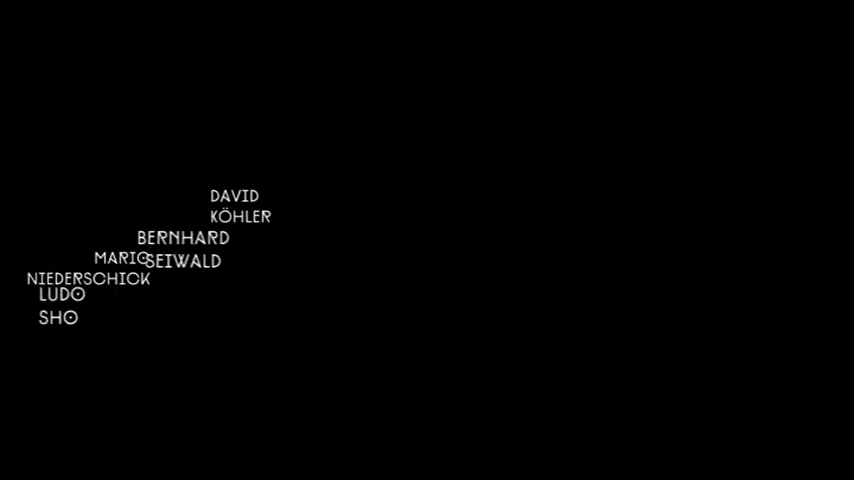 DAVID
KÖHLER
BERNHARD
SEIWALD
MARIO
NIEDERSCHICK
LUDO
SHO